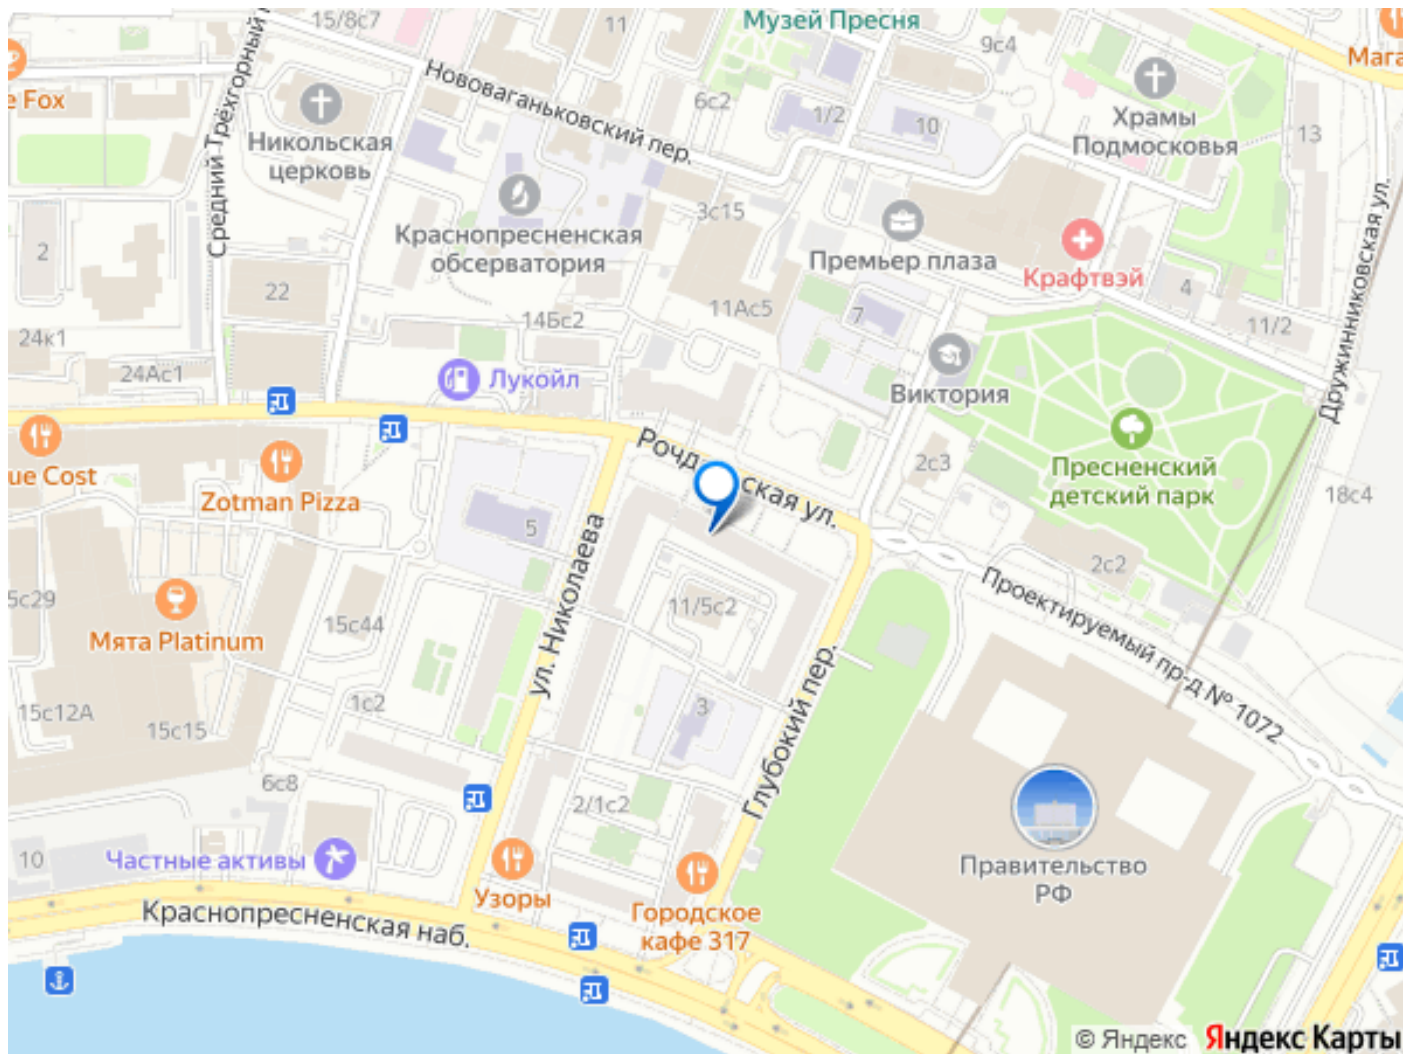 15/8с7
11
Музей Пресня
9с4
Мага
e Fox
Нововаганьковский пер.
6с2
1/2
10
Храмы
Подмосковья
13
Никольская
церковь
Средний Трёхгорный
Краснопресненская
обсерватория
3с15
Премьер плаза
Крафтвэй
Дружинниковская ул.
2
22
14Бс2
11Ас5
7
4
11/2
24к1
24Ас1
Лукойл
Виктория
ue Cost
Zotman Pizza
Рочд
ская ул.
2с3
Пресненский
детский парк
18с4
5
ул. Николаева
2с2
5с29
Мята Platinum
15с44
11/5с2
Проектируемый пр-д № 1072
15с12А
15с15
1с2
3
Глубокий пер.
6с8
2/1с2
10
Частные активы
Узоры
Городское
кафе 317
Правительство
РФ
Краснопресненская наб.
© Яндекс Яндекс Карты